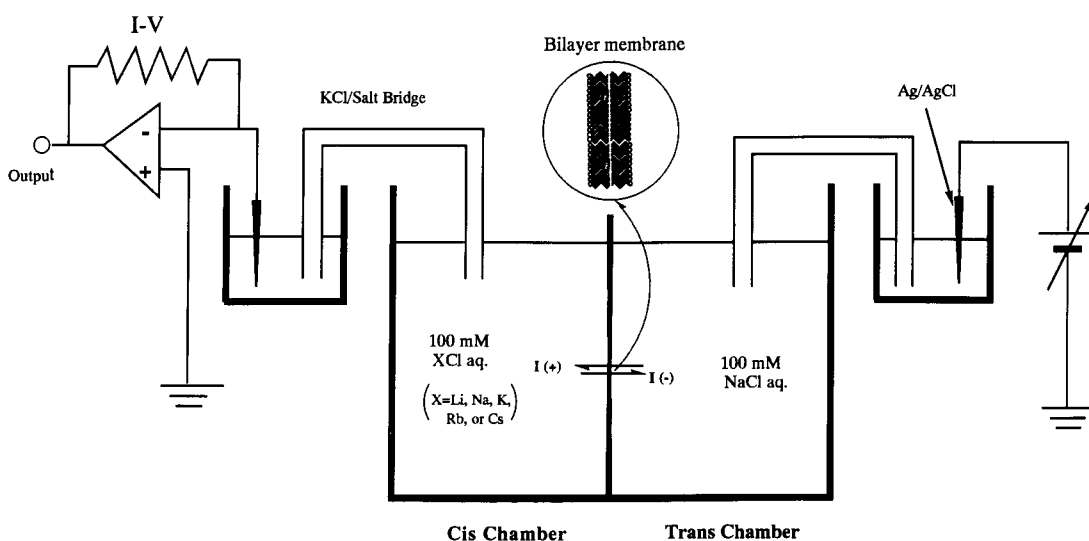 I-V
Bilayer membrane
KCl/Salt Bridge
Ag/AgCl
-
+
Output
100 mM
XCl aq.
(X=Li, Na, K,
Rb, or Cs)
I (+)
I (-)
100 mM
NaCl aq.
Cis Chamber
Trans Chamber